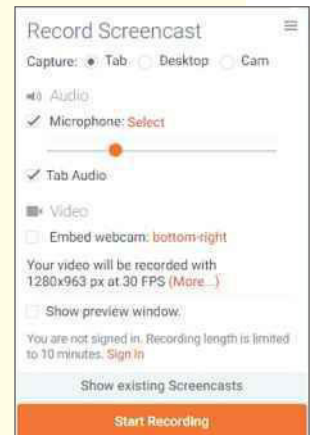 Record Screencast
Capture: Tab Desktop Cam
Audio
Microphone: Select
Tab Audio
Video
Embed webcam: bottom-right
Your video will be recorded with
1280x963 px at 30 FPS (More...)
Show preview window.
You are not signed in. Recording length is limited
to 10 minutes. Sign In
Show existing Screencasts
Start Recording